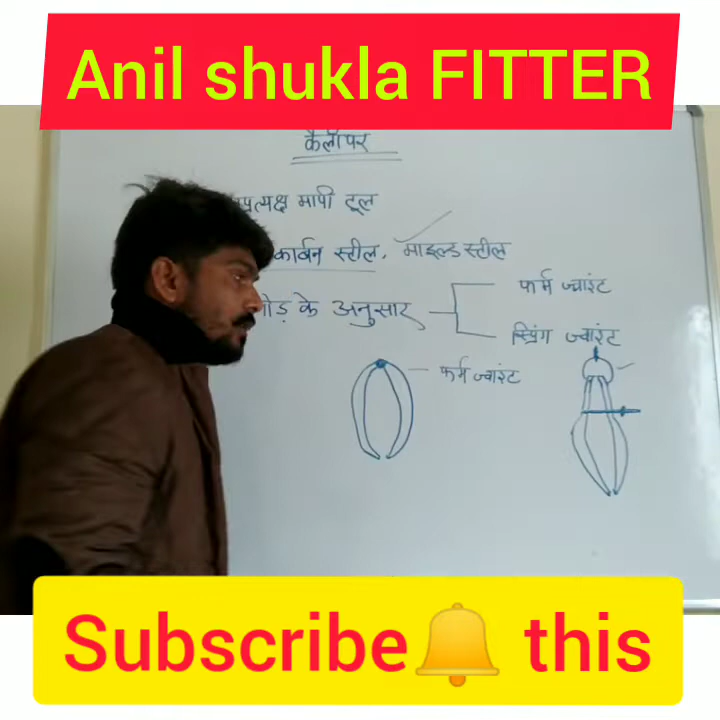 Anil shukla FITTER
कैलीपर
प्रत्यक्ष मापी टूल
कार्बन स्टील, माइल्ड स्टील
के अनुसार
फर्म ज्वाइंट
स्प्रिंग ज्वाइंट
फर्म ज्वाइंट
Subscribe🔔 this